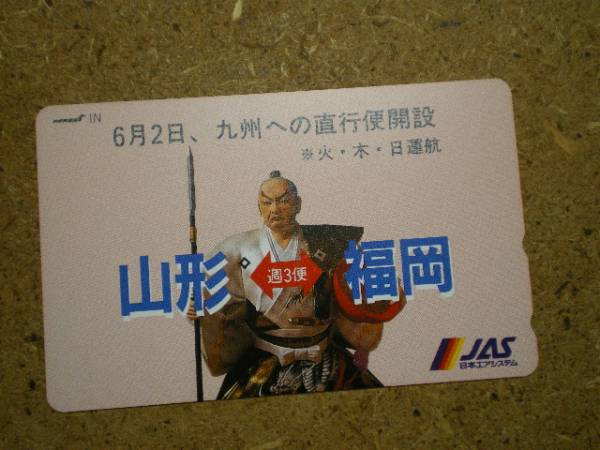 IN
6月2日、九州への直行便開設
※火・木・日運航
山形 週3便 福岡
JAS
日本エアシステム